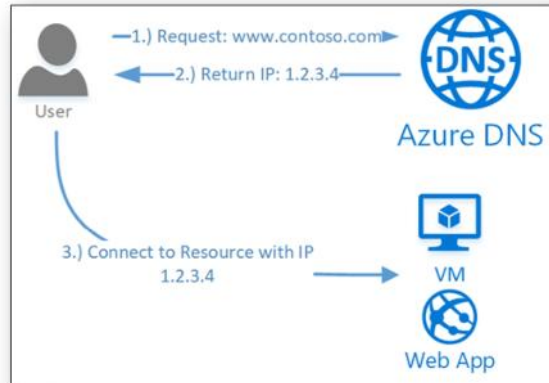 1.) Request: www.contoso.com
2.) Return IP: 1.2.3.4
User
DNS
Azure DNS
3.) Connect to Resource with IP
1.2.3.4
VM
Web App